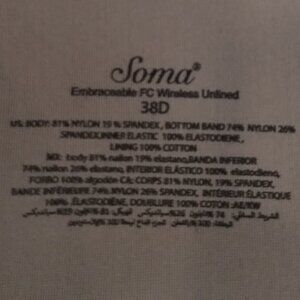 Soma®
Embraceable FC Wireless Unlined
38D
US: BODY: 81% NYLON 19 % SPANDEX , BOTTOM BAND 74% NYLON 26%
SPANDEX,INNER ELASTIC 100% ELASTODIENE ,
LINING 100% COTTON
MX: body 81% nailon 19% elastano,BANDA INFERIOR
74% nailon 26% elastano, INTERIOR ELÁSTICO 100% elastodieno,
FORRO 100% algodón-CA: CORPS 81% NYLON, 19% SPANDEX,
BANDE INFÉRIEURE 74% NYLON 26% SPANDEX, INTÉRIEUR ÉLASTIQUE
100% ÉLASTODIÈNE, DOUBLURE 100% COTON :AE/KW